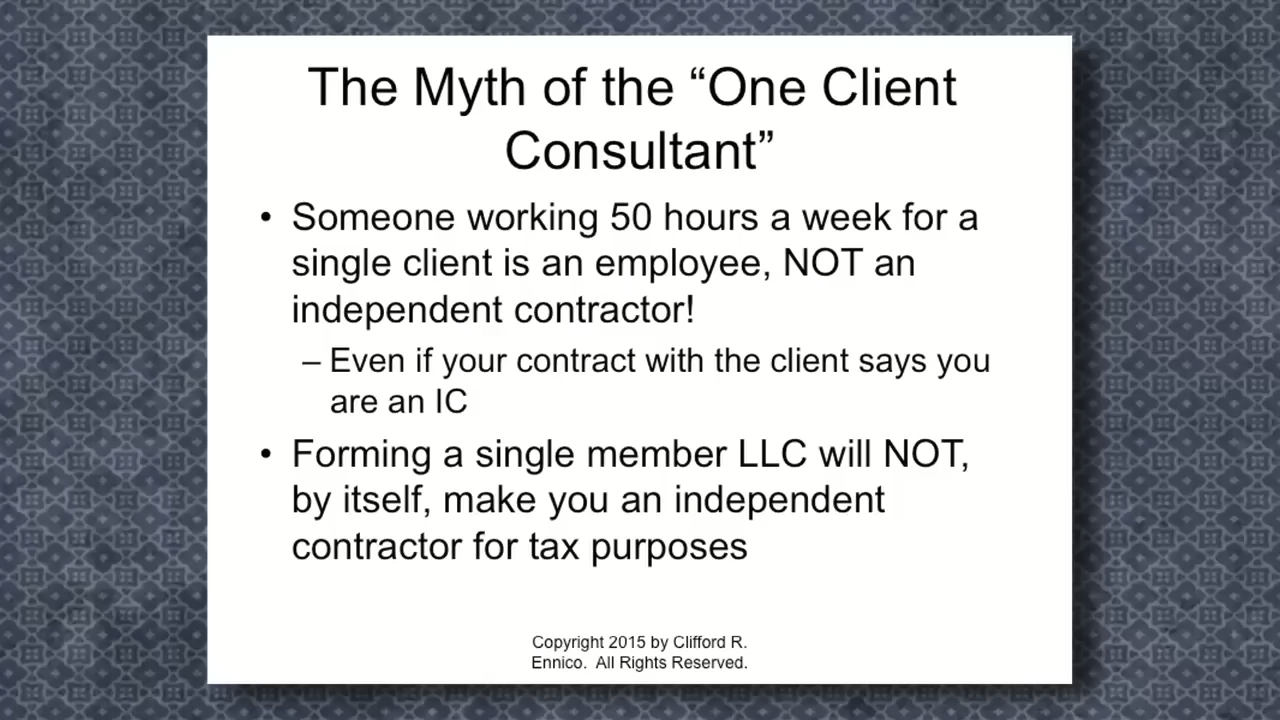 The Myth of the “One Client
Consultant”
• Someone working 50 hours a week for a
single client is an employee, NOT an
independent contractor!
– Even if your contract with the client says you
are an IC
• Forming a single member LLC will NOT,
by itself, make you an independent
contractor for tax purposes
Copyright 2015 by Clifford R.
Ennico.  All Rights Reserved.